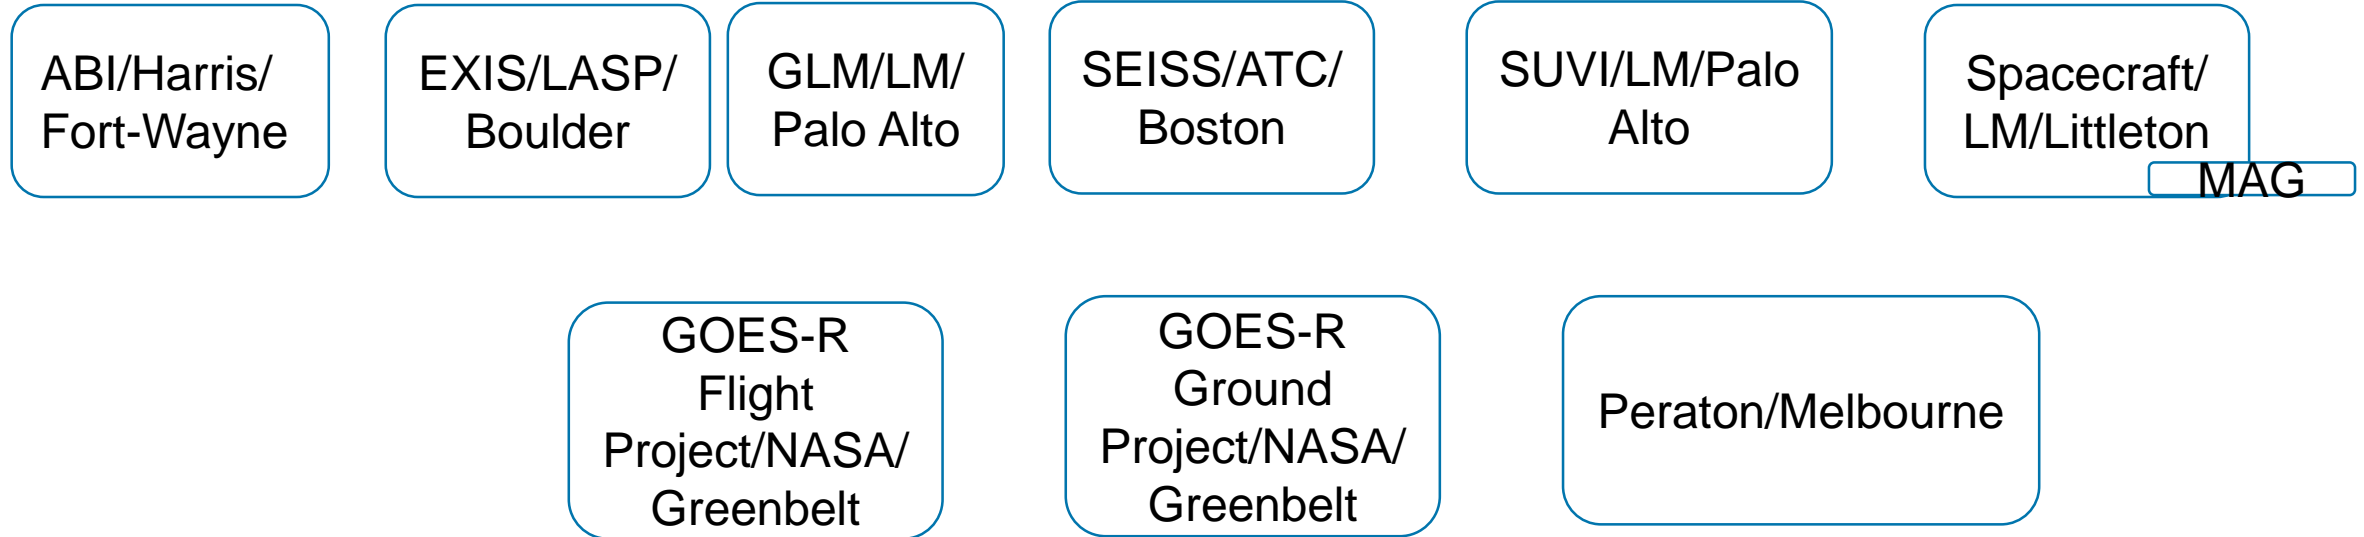 ABI/Harris/
Fort-Wayne
EXIS/LASP/
Boulder
GLM/LM/
Palo Alto
SEISS/ATC/
Boston
SUVI/LM/Palo
Alto
Spacecraft/
LM/Littleton
MAG
GOES-R
Flight
Project/NASA/
Greenbelt
GOES-R
Ground
Project/NASA/
Greenbelt
Peraton/Melbourne